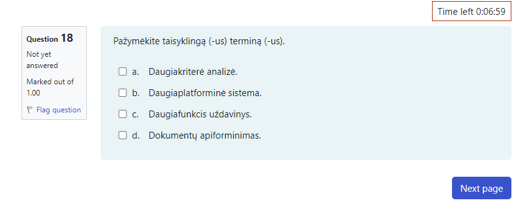 Time left 0:06:59
Question 18
Not yet
answered
Marked out of
1.00
Flag question
Pažymėkite taisyklingą (-us) terminą (-us).
a. Daugiakriterė analizė.
b. Daugiaplatforminė sistema.
c. Daugiafunkcis uždavinys.
d. Dokumentų apiforminimas.
Next page